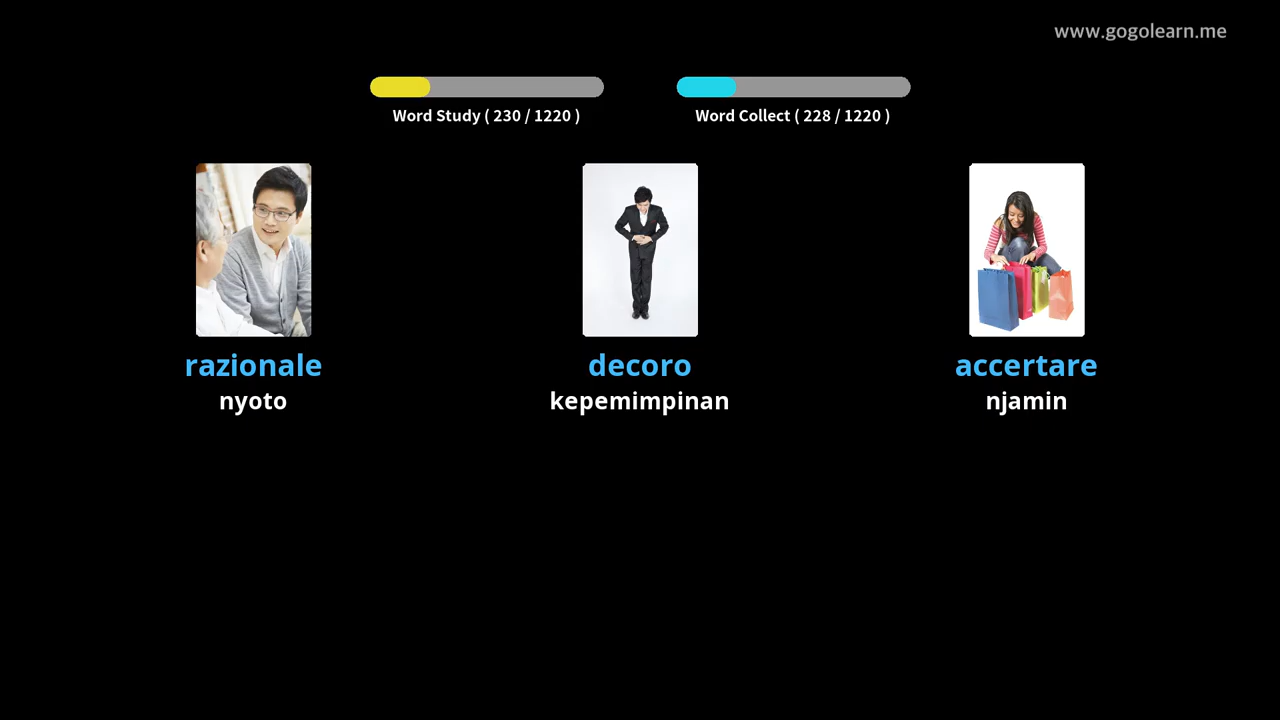 www.gogolearn.me
Word Study ( 230 / 1220 )
Word Collect ( 228 / 1220 )
razionale
nyoto
decoro
kepemimpinan
accertare
njamin